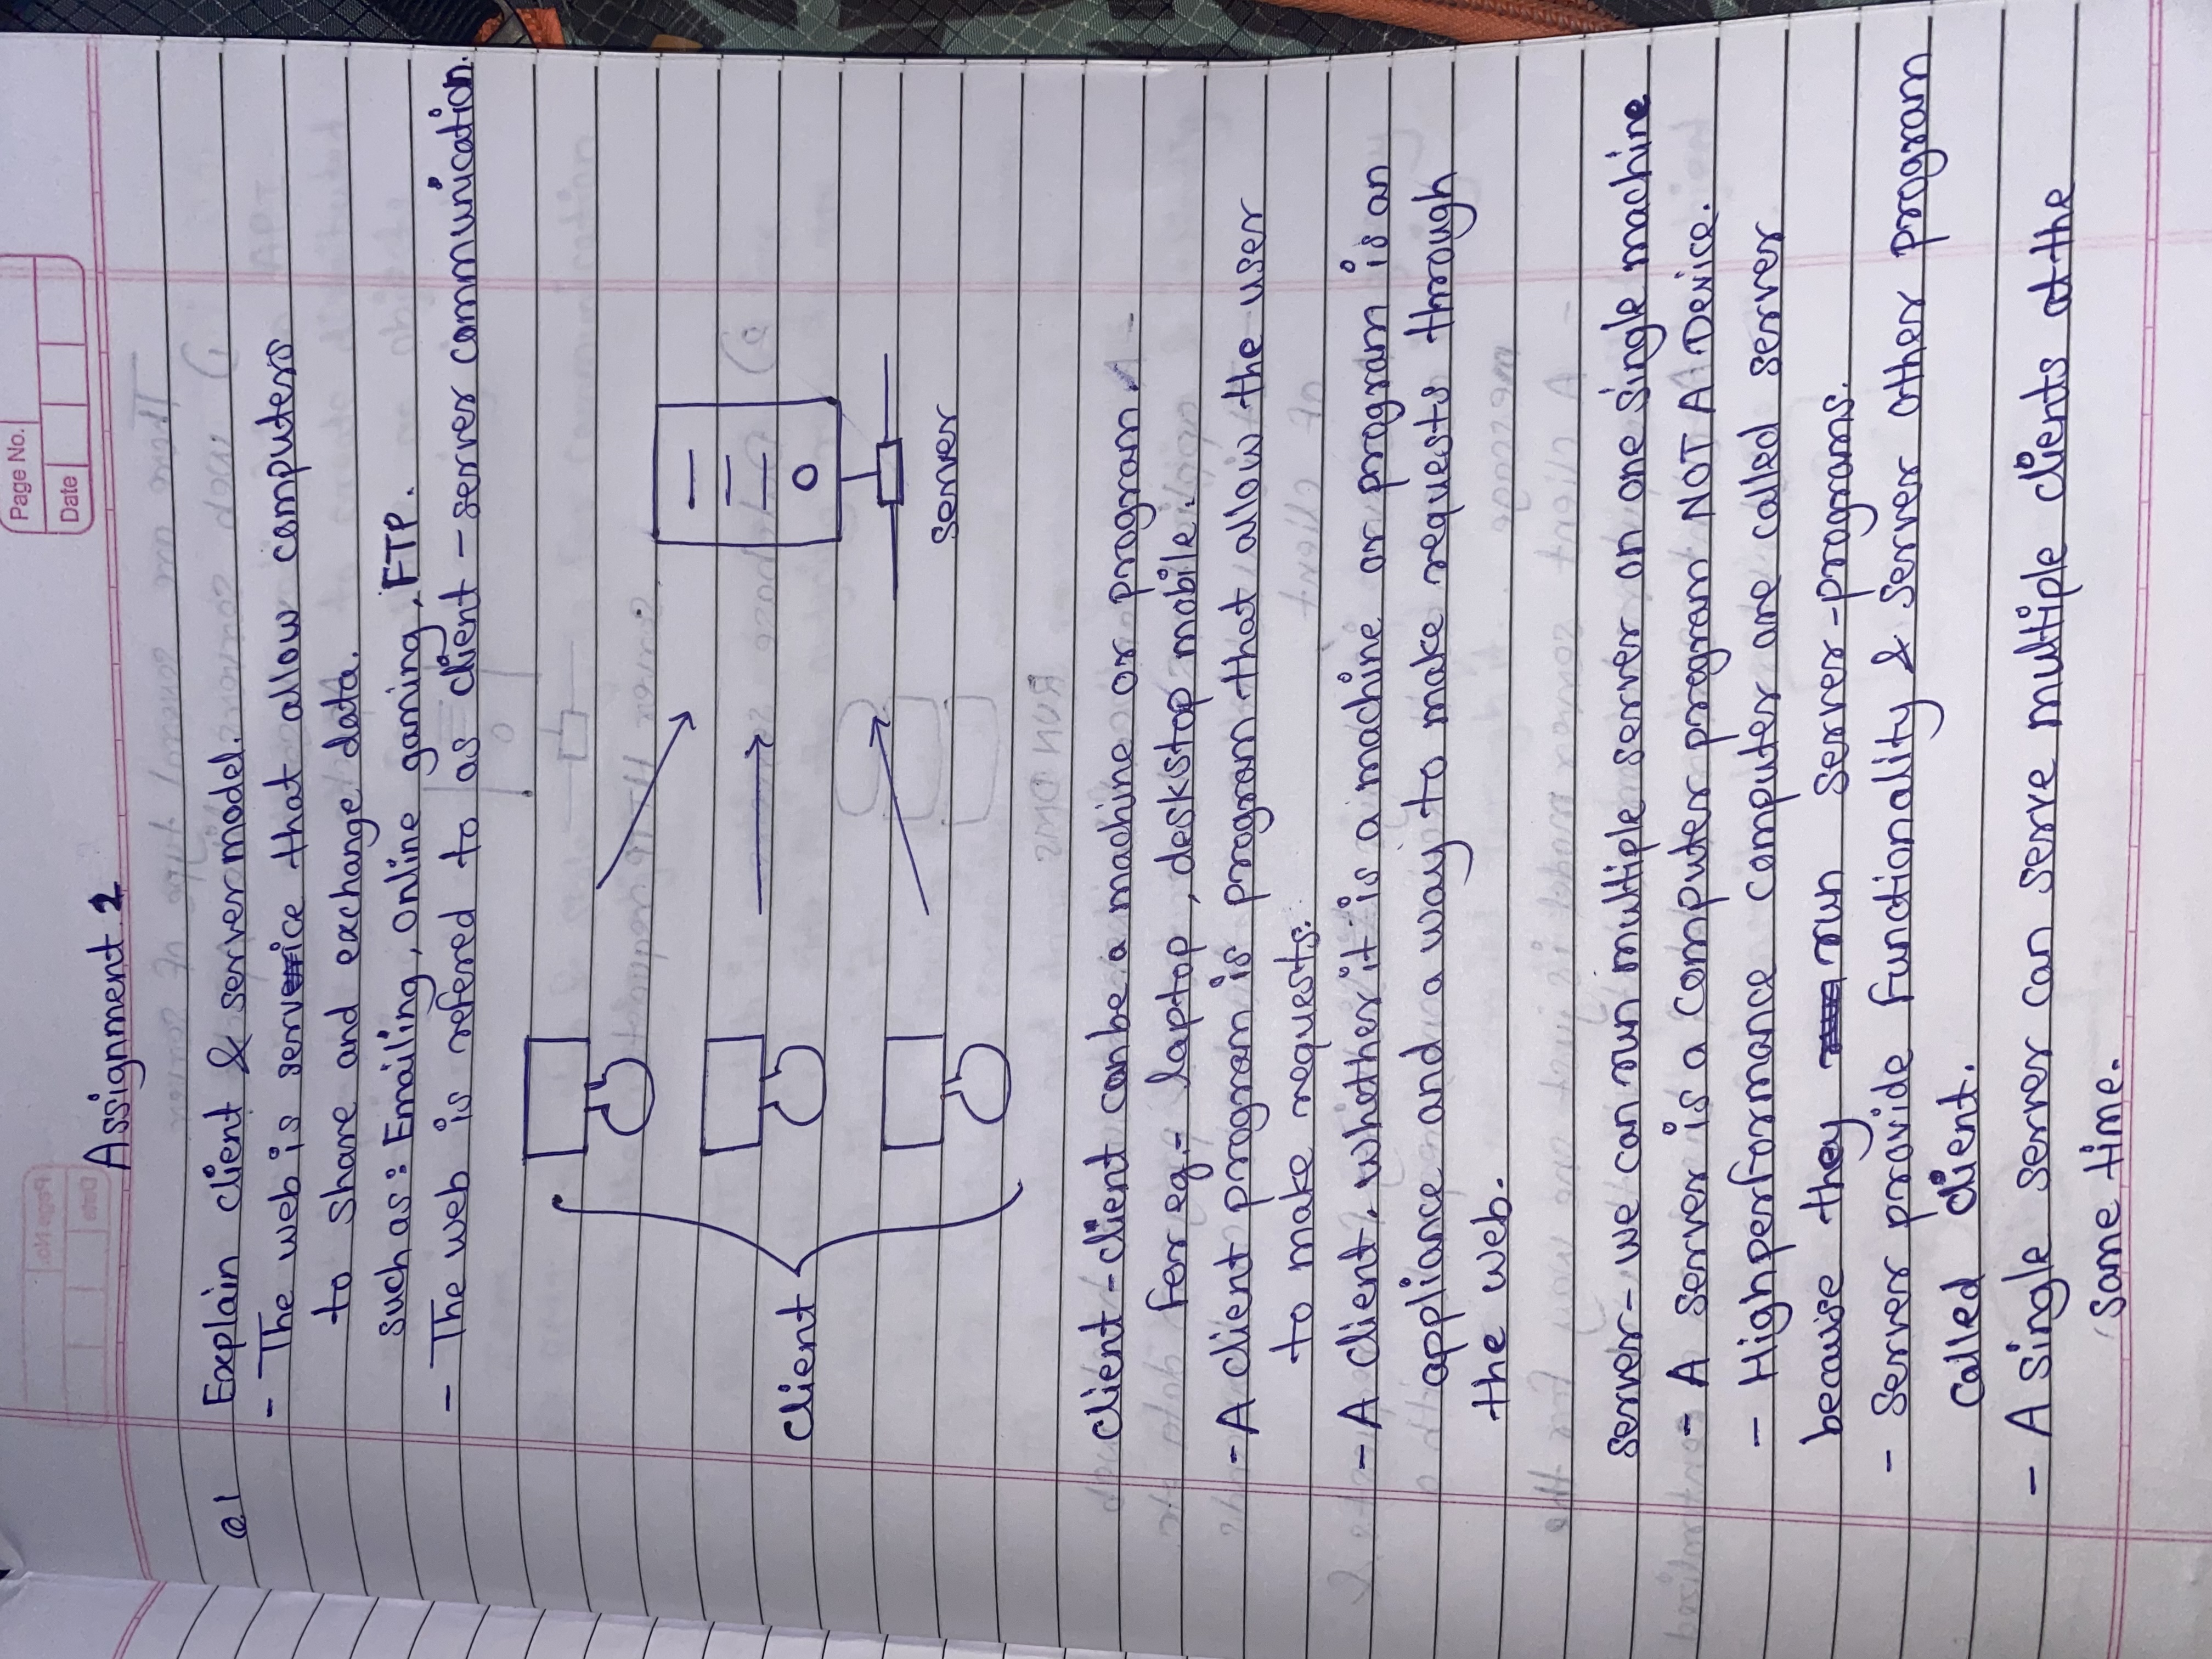 Page No.
Date
Assignment 2
Q1 Explain client & server model.
- The web is service that allow computers
to share and exchange data.
such as: Emailing, online gaming, FTP.
- The web is refered to as client - server communication.
client
server
client - client can be a machine or program.
For eg.- laptop, deskstop mobile.
- A client program is program that allow the user
to make requests.
- A client, whether it is a machine or program is an
appliance and a way to make requests through
the web.
server - we can run multiple server on one single machine
- A server is a computer program NOT A Device.
- High performance computer are called server
because they run server-programs.
- Server provide functionality & server other program
called client.
- A single server can serve multiple clients at the
same time.